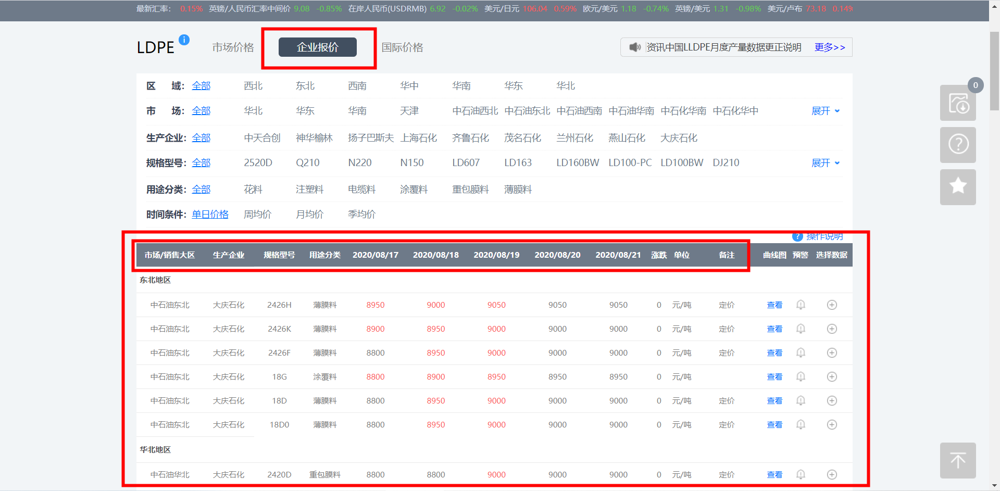 最新汇率： 0.15% 英镑/人民币汇率中间价 9.08 -0.85% 在岸人民币(USDRMB) 6.92 -0.02% 美元/日元 106.04 0.59% 欧元/美元 1.18 -0.74% 英镑/美元 1.31 -0.98% 美元/卢布 73.18 0.14%
LDPE i 市场价格 企业报价 国际价格 资讯中国LLDPE月度产量数据更正说明 更多>>
区 域： 全部 西北 东北 西南 华中 华南 华东 华北
0
市 场： 全部 华北 华东 华南 天津 中石油西北 中石油东北 中石油西南 中石油华南 中石化华南 中石化华中 展开
生产企业： 全部 中天合创 神华榆林 扬子巴斯夫 上海石化 齐鲁石化 茂名石化 兰州石化 燕山石化 大庆石化
?
规格型号： 全部 2520D Q210 N220 N150 LD607 LD163 LD160BW LD100-PC LD100BW DJ210 展开
用途分类： 全部 花料 注塑料 电缆料 涂覆料 重包膜料 薄膜料
时间条件： 单日价格 周均价 月均价 季均价
? 操作说明
市场/销售大区 生产企业 规格型号 用途分类 2020/08/17 2020/08/18 2020/08/19 2020/08/20 2020/08/21 涨跌 单位 备注 曲线图 预警 选择数据
东北地区
中石油东北 大庆石化 2426H 薄膜料 8950 9000 9050 9050 9050 0 元/吨 定价 查看
中石油东北 大庆石化 2426K 薄膜料 8900 8950 9000 9000 9000 0 元/吨 定价 查看
中石油东北 大庆石化 2426F 薄膜料 8800 8950 9000 9000 9000 0 元/吨 定价 查看
中石油东北 大庆石化 18G 涂覆料 8800 8900 8950 8950 8950 0 元/吨 查看
中石油东北 大庆石化 18D 薄膜料 8800 8950 9000 9000 9000 0 元/吨 定价 查看
中石油东北 大庆石化 18D0 薄膜料 8800 8950 9000 9000 9000 0 元/吨 定价 查看
华北地区
中石油华北 大庆石化 2420D 重包膜料 8800 8800 9000 9000 9000 0 元/吨 定价 查看